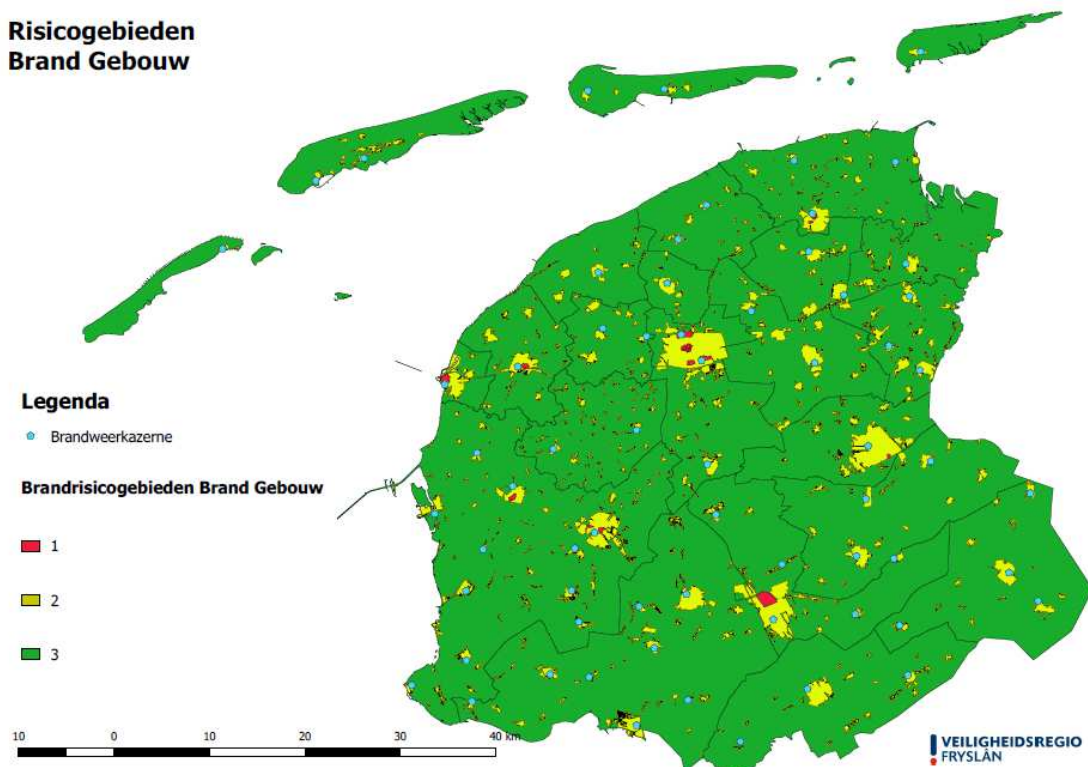 Risicogebieden
Brand Gebouw
Legenda
Brandweerkazerne
Brandrisicogebieden Brand Gebouw
1
2
3
10 0 10 20 30 40 km
VEILIGHEIDSREGIO
FRYSLÂN